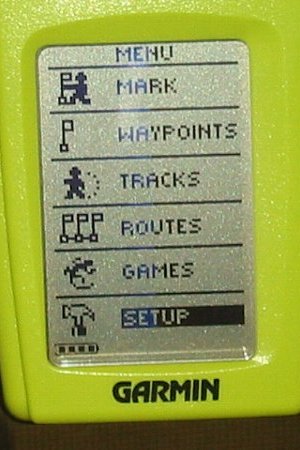 MENU
MARK
WAYPOINTS
TRACKS
ROUTES
GAMES
SETUP
GARMIN